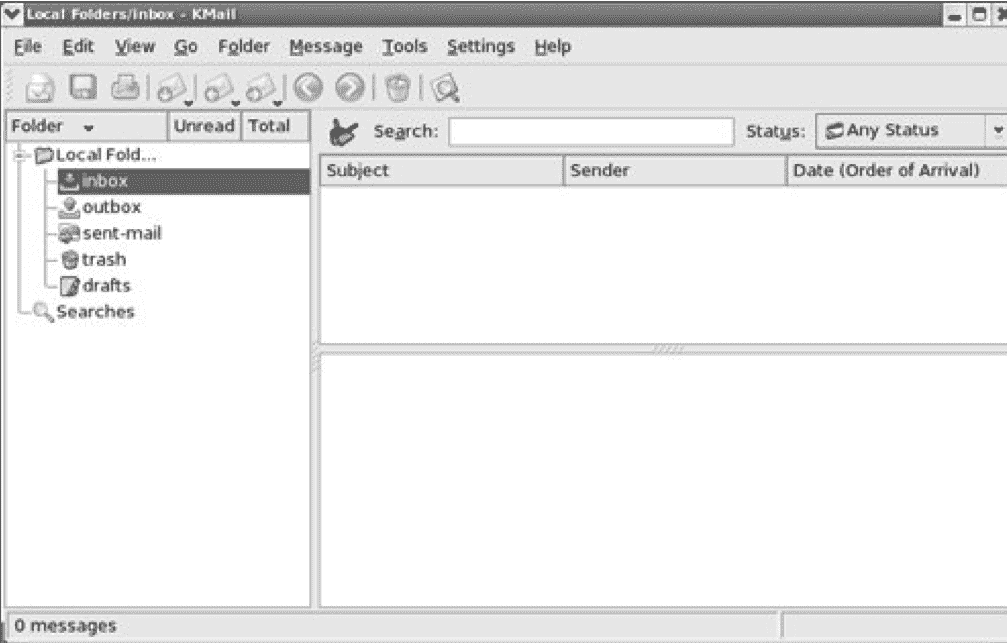 Local Folders/inbox - KMail
File Edit View Go Folder Message Tools Settings Help
Folder Unread Total
Search: Status: Any Status
Subject Sender Date (Order of Arrival)
Local Fold...
inbox
outbox
sent-mail
trash
drafts
Searches
0 messages